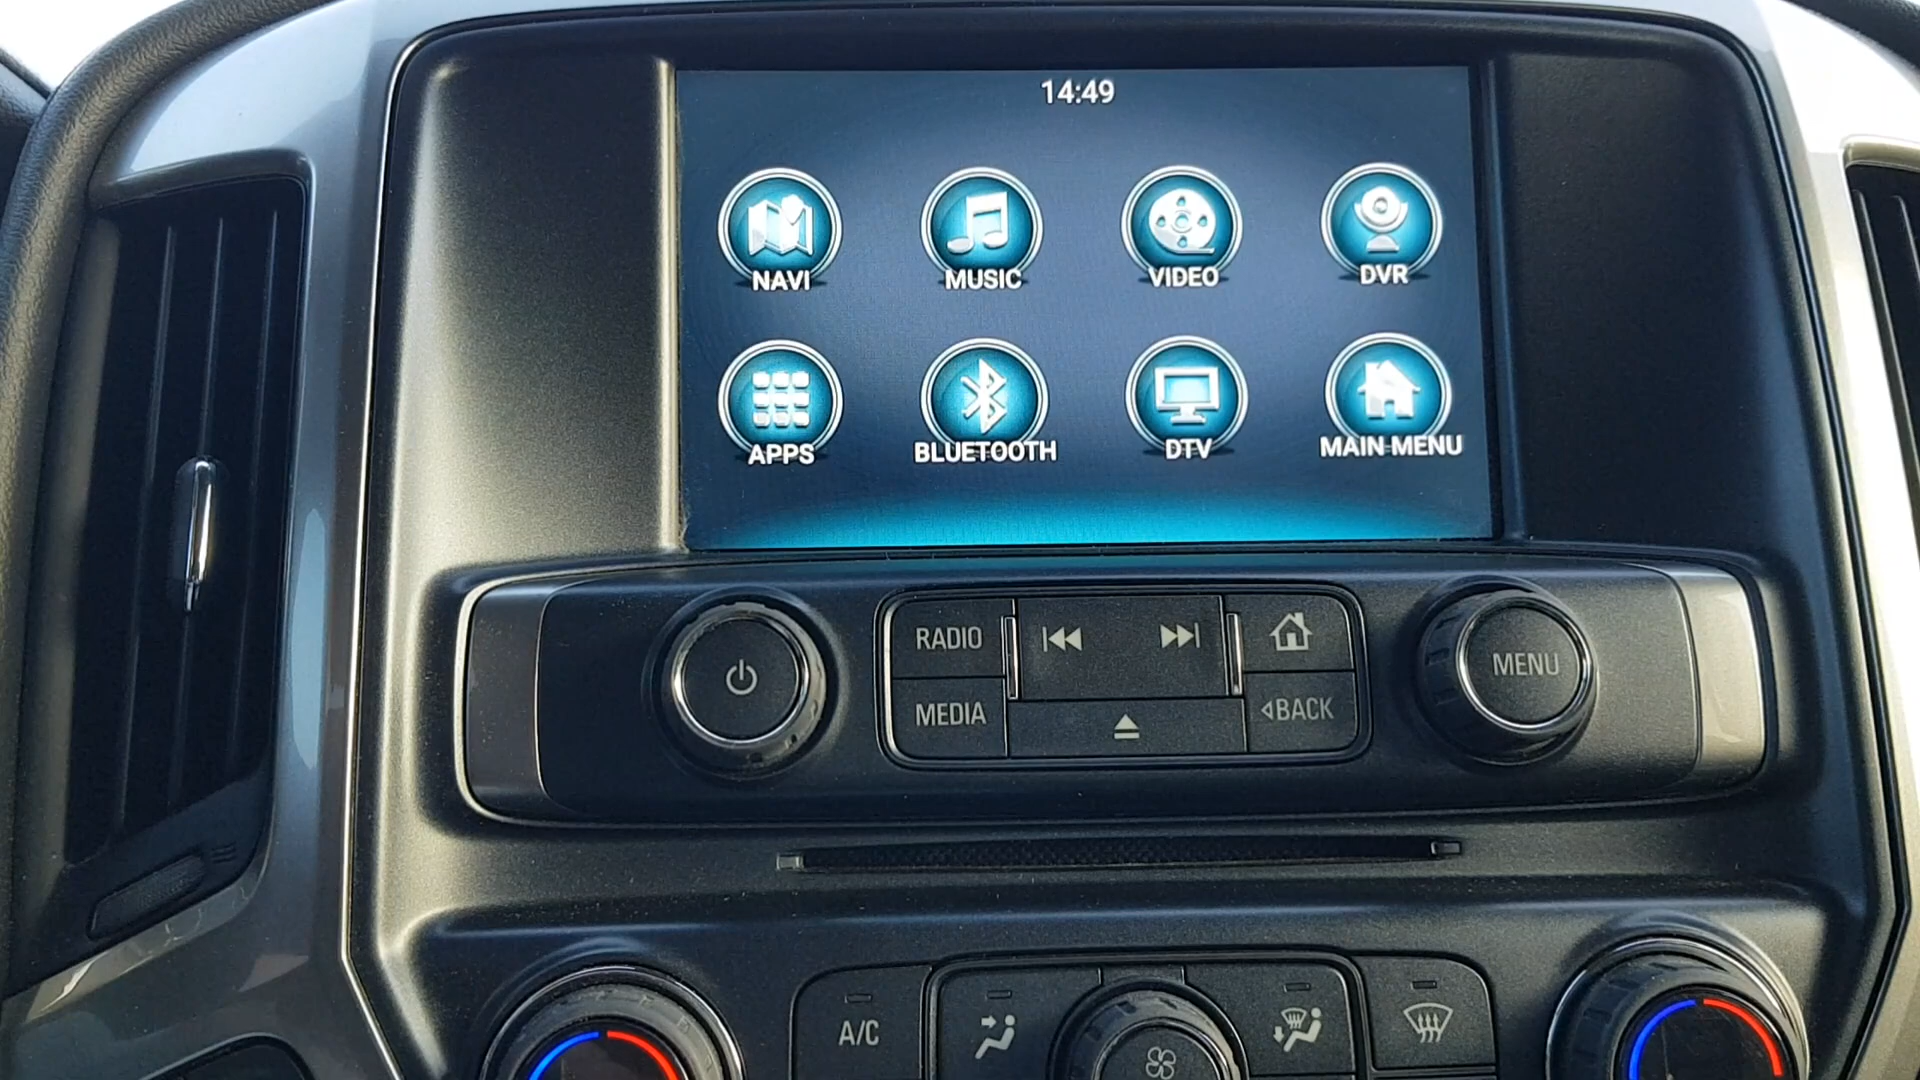 14:49
NAVI
MUSIC
VIDEO
DVR
APPS
BLUETOOTH
DTV
MAIN MENU
RADIO
MEDIA
BACK
MENU
A/C